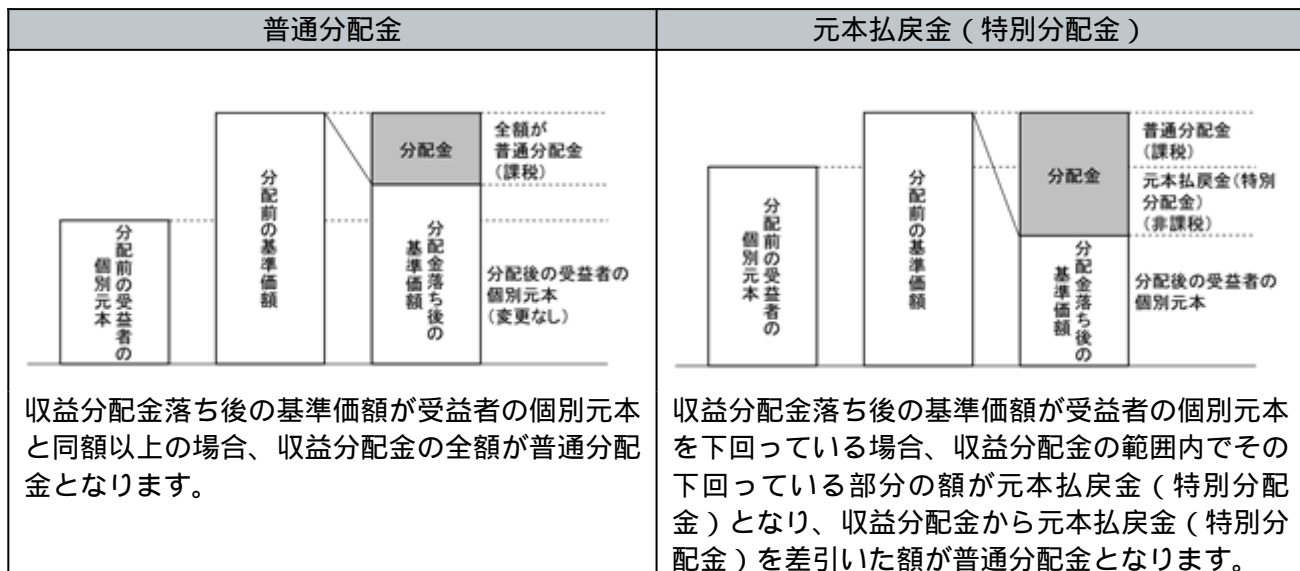 普通分配金
分配前の受益者の
個別元本
分配前の基準価額
分配金
分配金落ち後の
基準価額
全額が
普通分配金
(課税)
分配後の受益者の
個別元本
(変更なし)
収益分配金落ち後の基準価額が受益者の個別元本
と同額以上の場合、収益分配金の全額が普通分配
金となります。
元本払戻金(特別分配金)
分配前の受益者の
個別元本
分配前の基準価額
分配金
分配金落ち後の
基準価額
普通分配金
(課税)
元本払戻金(特別
分配金)
(非課税)
分配後の受益者の
個別元本
収益分配金落ち後の基準価額が受益者の個別元本
を下回っている場合、収益分配金の範囲内でその
下回っている部分の額が元本払戻金(特別分配
金)となり、収益分配金から元本払戻金(特別分
配金)を差引いた額が普通分配金となります。